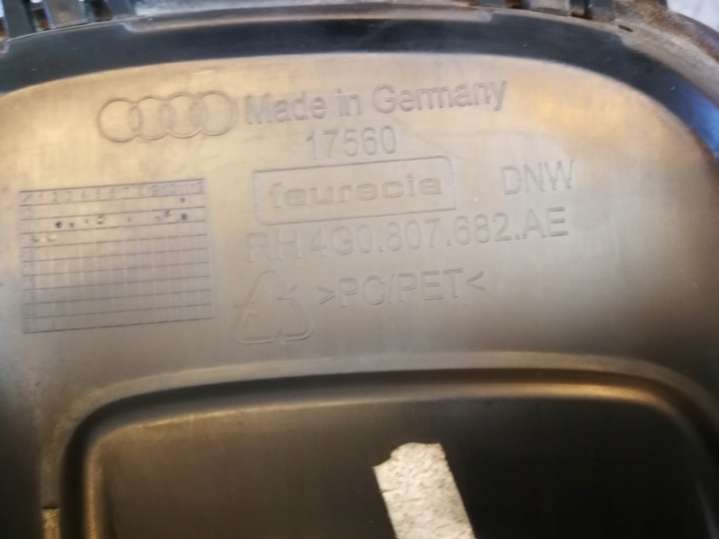 Made in Germany
17560
faurecia DNW
RH 4G0.807.682.AE
>PC/PET<